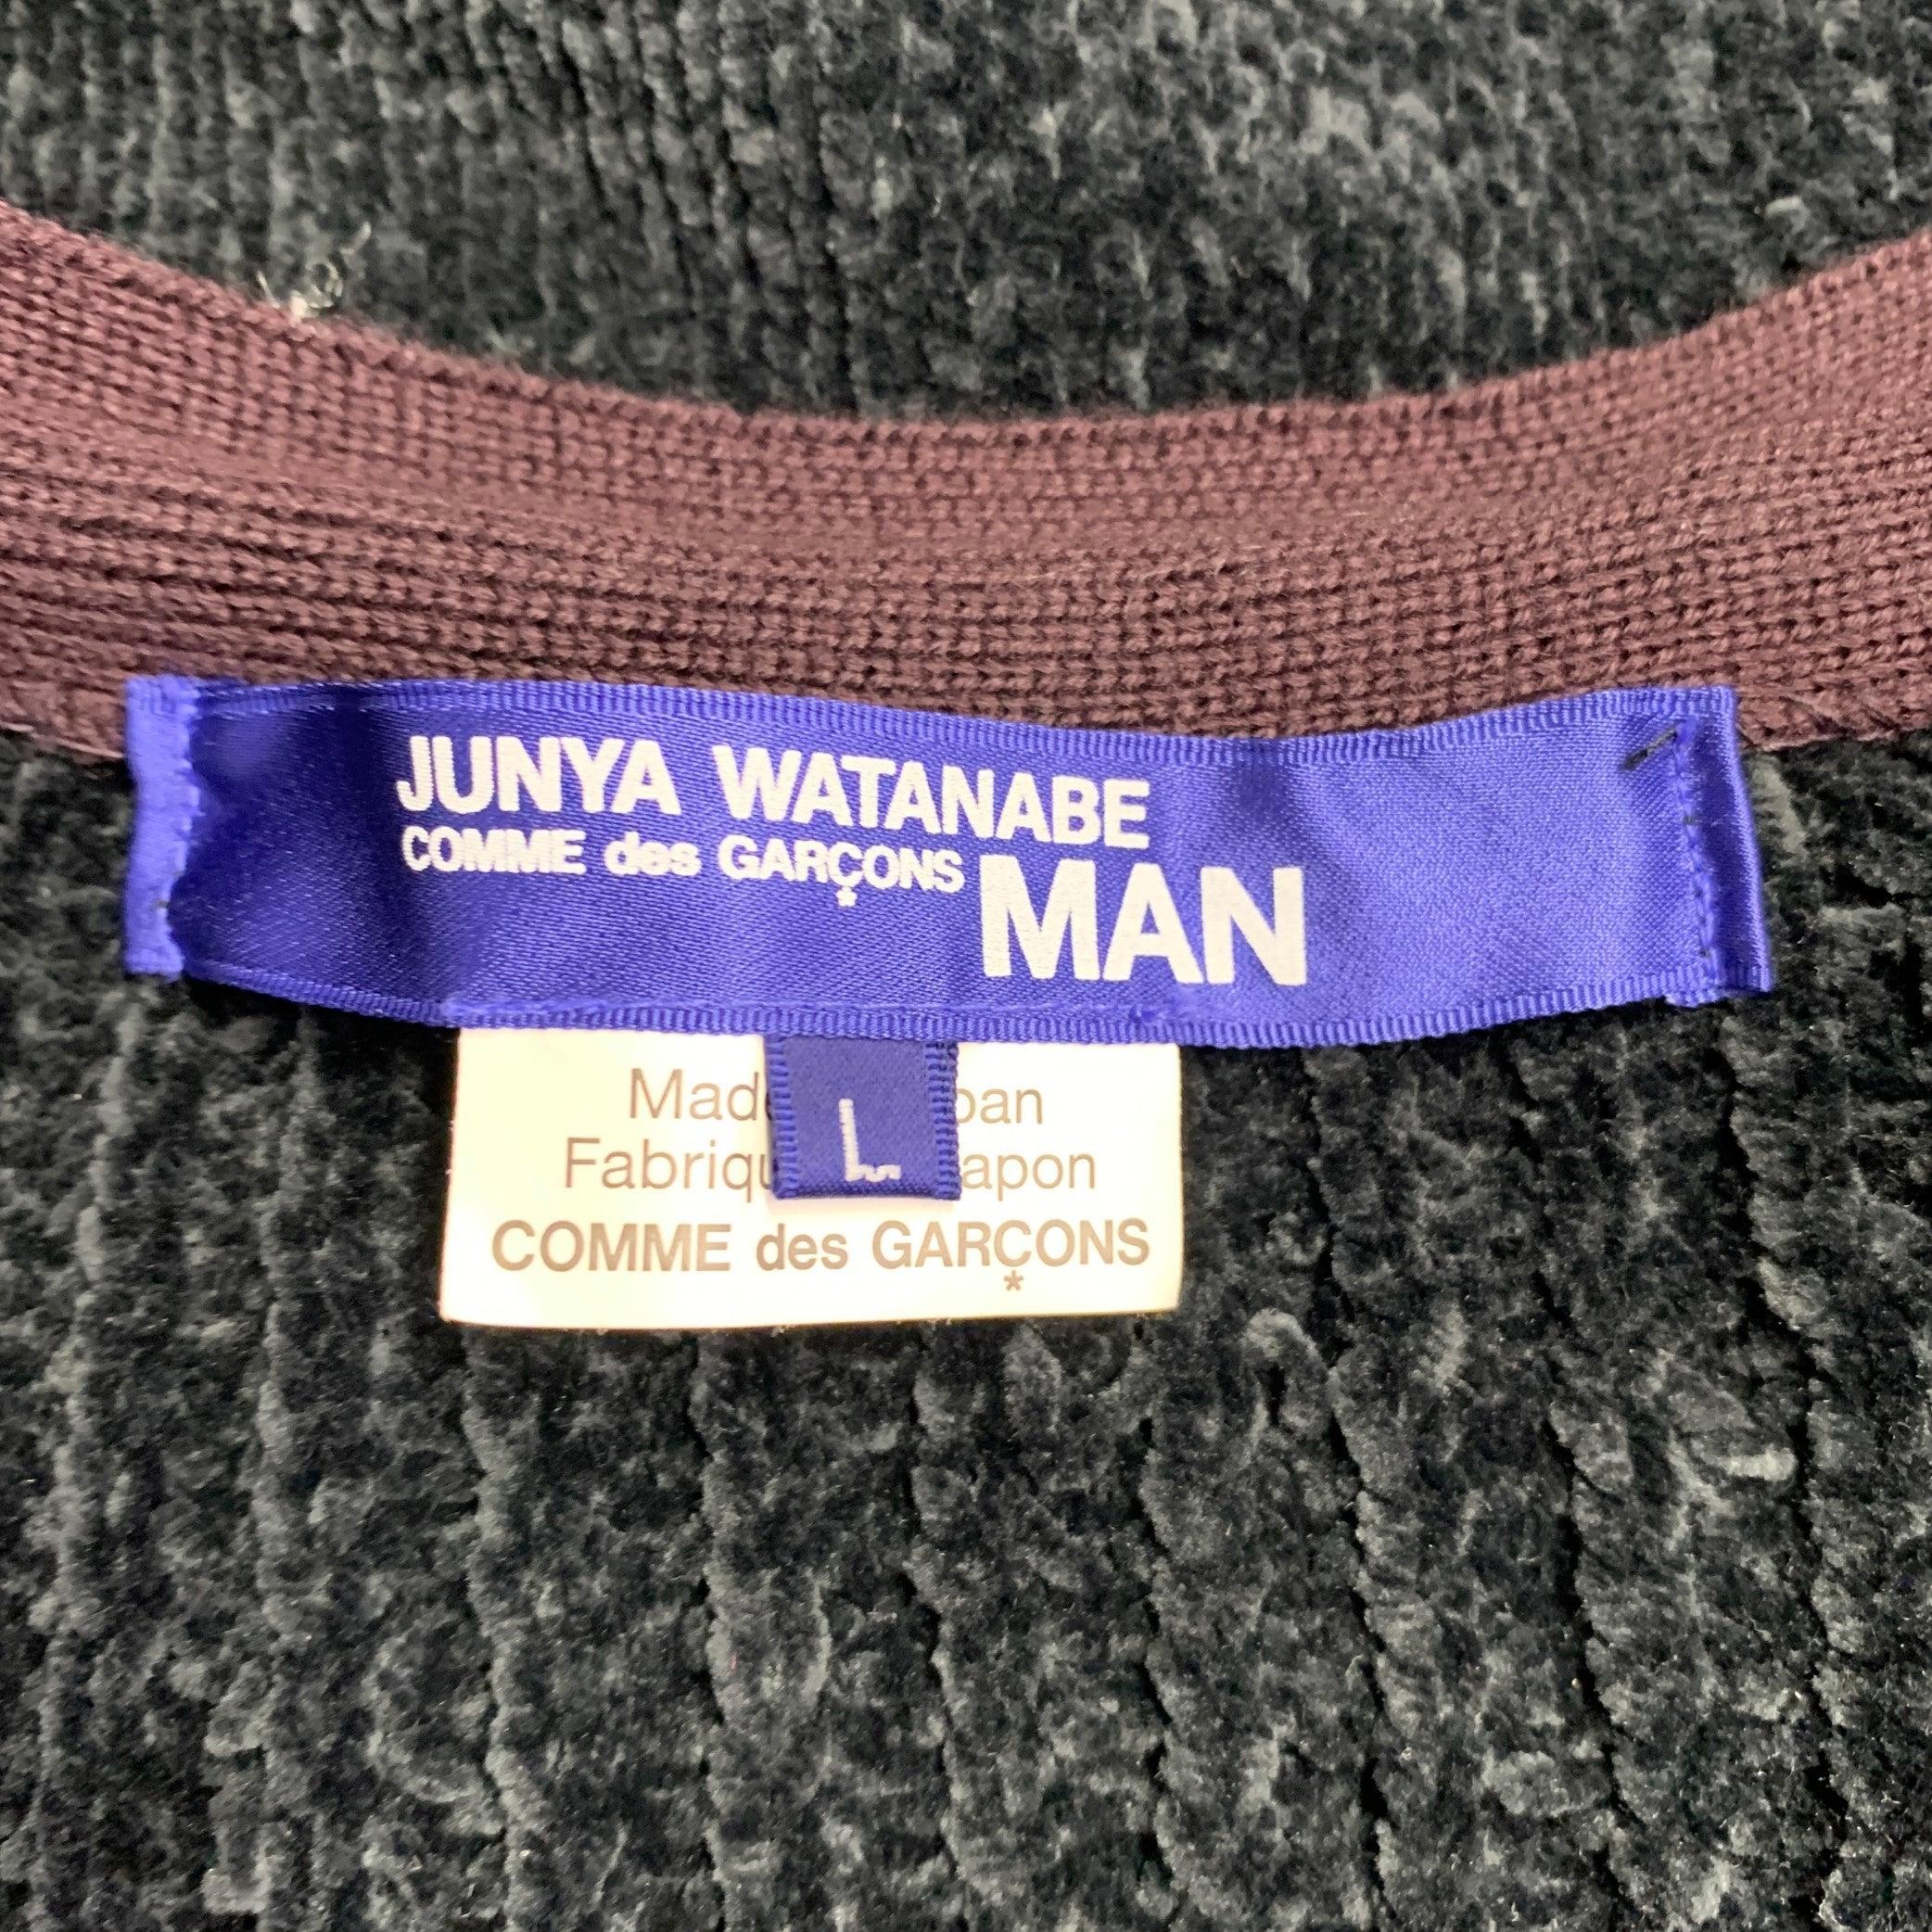 JUNYA WATANABE
COMME des GARÇONS MAN
L
COMME des GARÇONS
*